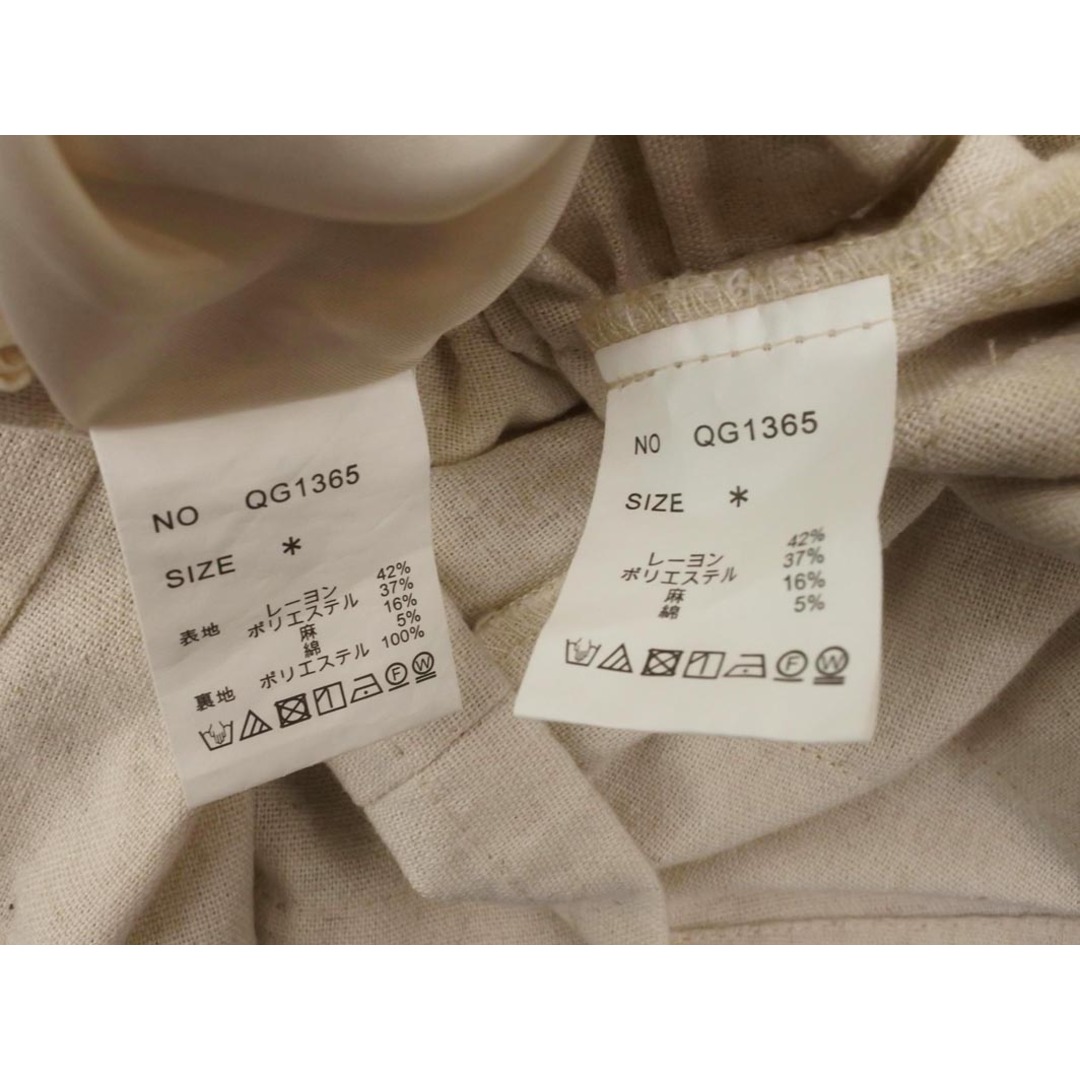 NO QG1365
SIZE *
表地 レーヨン 42%
ポリエステル 37%
麻 16%
綿 5%
裏地 ポリエステル 100%
F W
NO QG1365
SIZE *
レーヨン 42%
ポリエステル 37%
麻 16%
綿 5%
F W